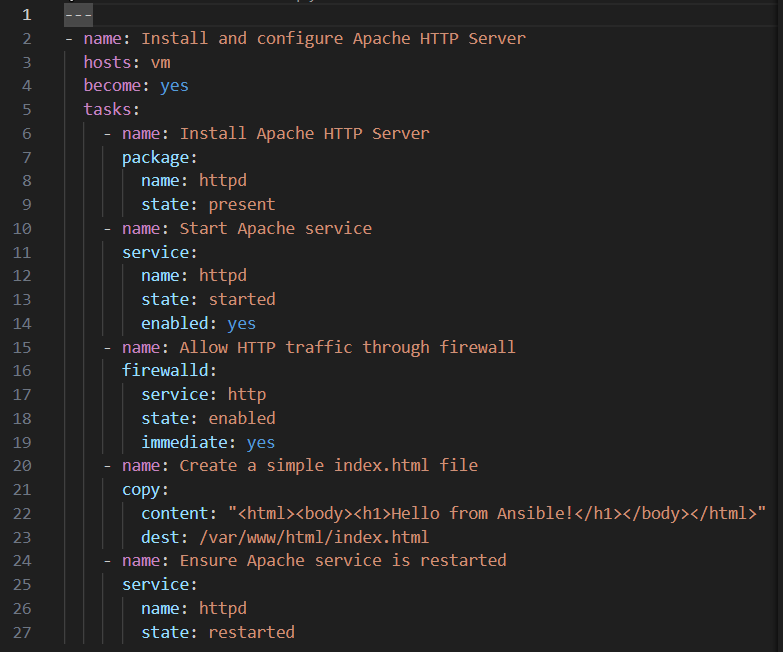 1 ---
2 - name: Install and configure Apache HTTP Server
3   hosts: vm
4   become: yes
5   tasks:
6     - name: Install Apache HTTP Server
7       package:
8         name: httpd
9         state: present
10     - name: Start Apache service
11       service:
12         name: httpd
13         state: started
14         enabled: yes
15     - name: Allow HTTP traffic through firewall
16       firewalld:
17         service: http
18         state: enabled
19         immediate: yes
20     - name: Create a simple index.html file
21       copy:
22         content: "<html><body><h1>Hello from Ansible!</h1></body></html>"
23         dest: /var/www/html/index.html
24     - name: Ensure Apache service is restarted
25       service:
26         name: httpd
27         state: restarted